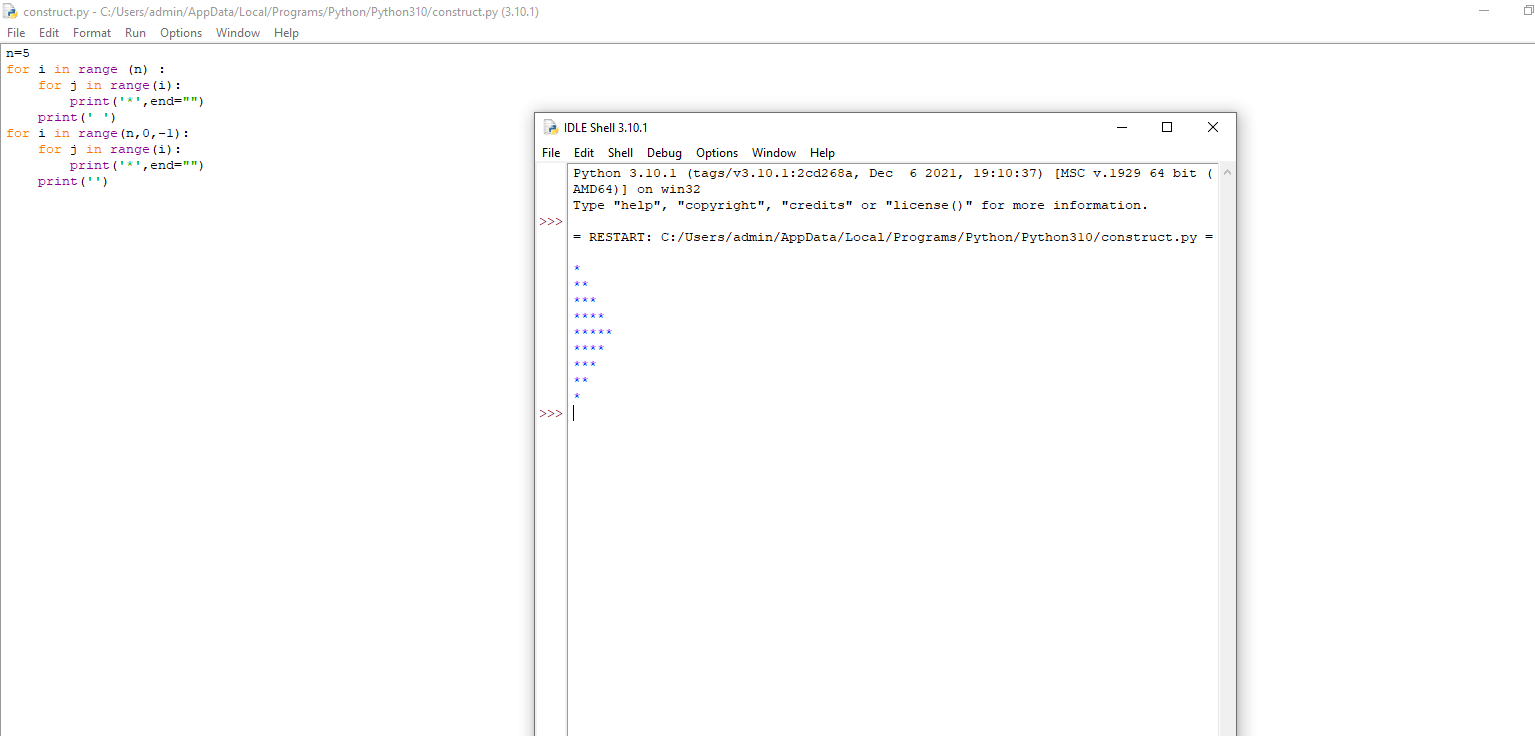 construct.py - C:/Users/admin/AppData/Local/Programs/Python/Python310/construct.py (3.10.1)
File Edit Format Run Options Window Help
n=5
for i in range (n) :
    for j in range(i):
        print('*',end="")
    print(' ')
for i in range(n,0,-1):
    for j in range(i):
        print('*',end="")
    print('')
IDLE Shell 3.10.1
File Edit Shell Debug Options Window Help
Python 3.10.1 (tags/v3.10.1:2cd268a, Dec  6 2021, 19:10:37) [MSC v.1929 64 bit (
AMD64)] on win32
Type "help", "copyright", "credits" or "license()" for more information.
>>>
= RESTART: C:/Users/admin/AppData/Local/Programs/Python/Python310/construct.py =
*
**
***
****
*****
****
***
**
*
>>>